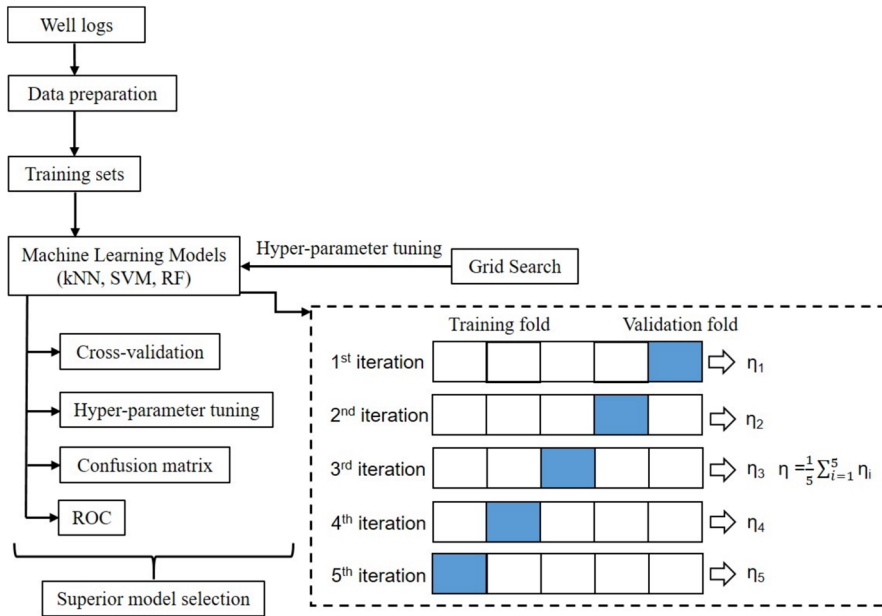 Well logs
Data preparation
Training sets
Machine Learning Models
(kNN, SVM, RF)
Hyper-parameter tuning
Grid Search
Cross-validation
Hyper-parameter tuning
Confusion matrix
ROC
Superior model selection
Training fold
Validation fold
1st iteration
η1
2nd iteration
η2
3rd iteration
η3
η =1/5 ∑⁵ᵢ₌₁ ηi
4th iteration
η4
5th iteration
η5